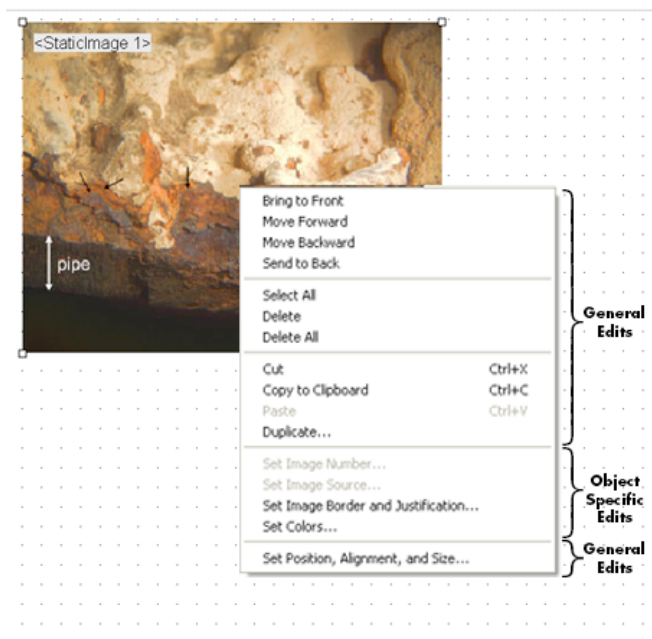 <StaticImage 1>
pipe
Bring to Front
Move Forward
Move Backward
Send to Back
Select All
Delete
Delete All
Cut Ctrl+X
Copy to Clipboard Ctrl+C
Paste Ctrl+V
Duplicate...
Set Image Number...
Set Image Source...
Set Image Border and Justification...
Set Colors...
Set Position, Alignment, and Size...
General
Edits
Object
Specific
Edits
General
Edits